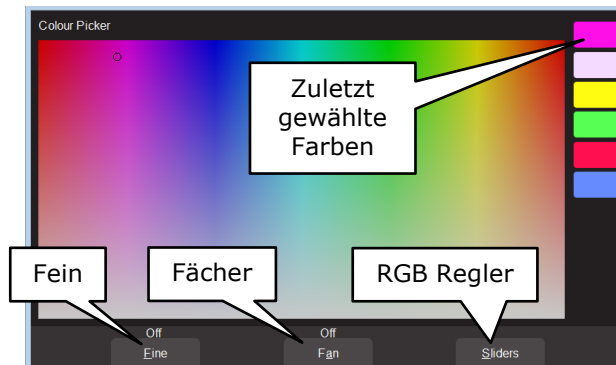 Colour Picker
Zuletzt
gewählte
Farben
Fein
Fächer
RGB Regler
Off
Off
Fine
Fan
Sliders